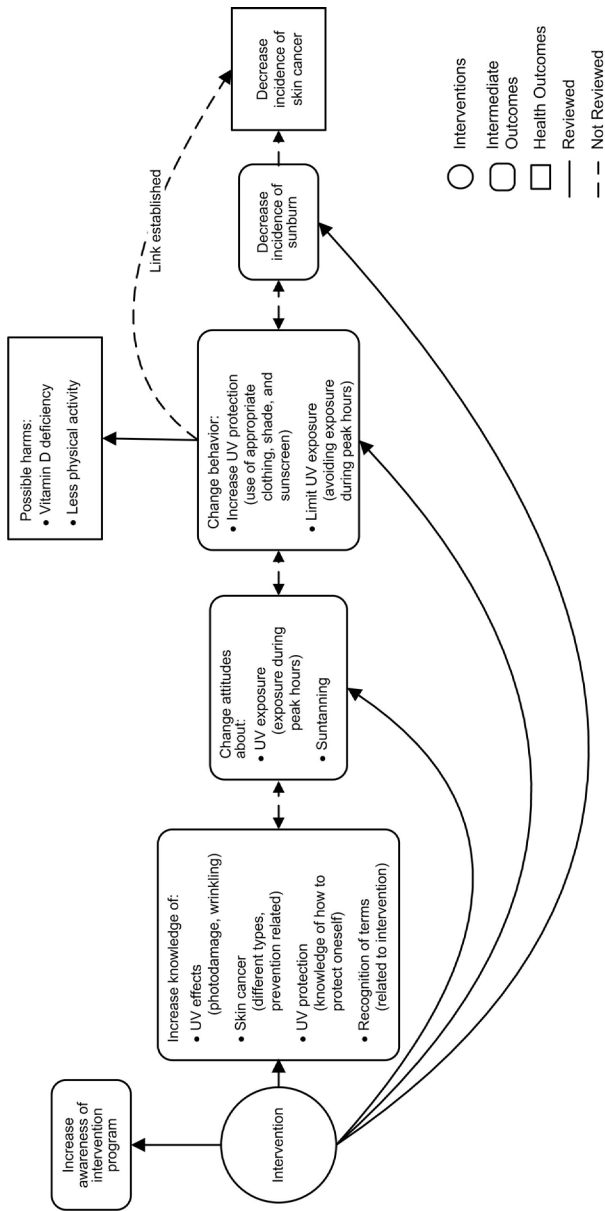 Increase
awareness of
intervention
program
Intervention
Increase knowledge of:
• UV effects
(photodamage, wrinkling)
• Skin cancer
(different types,
prevention related)
• UV protection
(knowledge of how to
protect oneself)
• Recognition of terms
(related to intervention)
Change attitudes
about:
• UV exposure
(exposure during
peak hours)
• Suntanning
Possible harms:
• Vitamin D deficiency
• Less physical activity
Change behavior:
• Increase UV protection
(use of appropriate
clothing, shade, and
sunscreen)
• Limit UV exposure
(avoiding exposure
during peak hours)
Link established
Decrease
incidence of
sunburn
Decrease
incidence of
skin cancer
Interventions
Intermediate
Outcomes
Health Outcomes
Reviewed
Not Reviewed